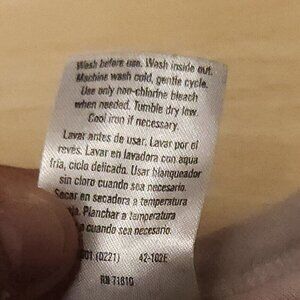 Wash before use. Wash inside out.
Machine wash cold, gentle cycle.
Use only non-chlorine bleach
when needed. Tumble dry low.
Cool iron if necessary.
Lavar antes de usar. Lavar por el
revés. Lavar en lavadora con agua
fría, ciclo delicado. Usar blanqueador
sin cloro cuando sea necesario.
Secar en secadora a temperatura
Planchar a temperatura
cuando sea necesario.
(0221) 42-102E
RN 71810